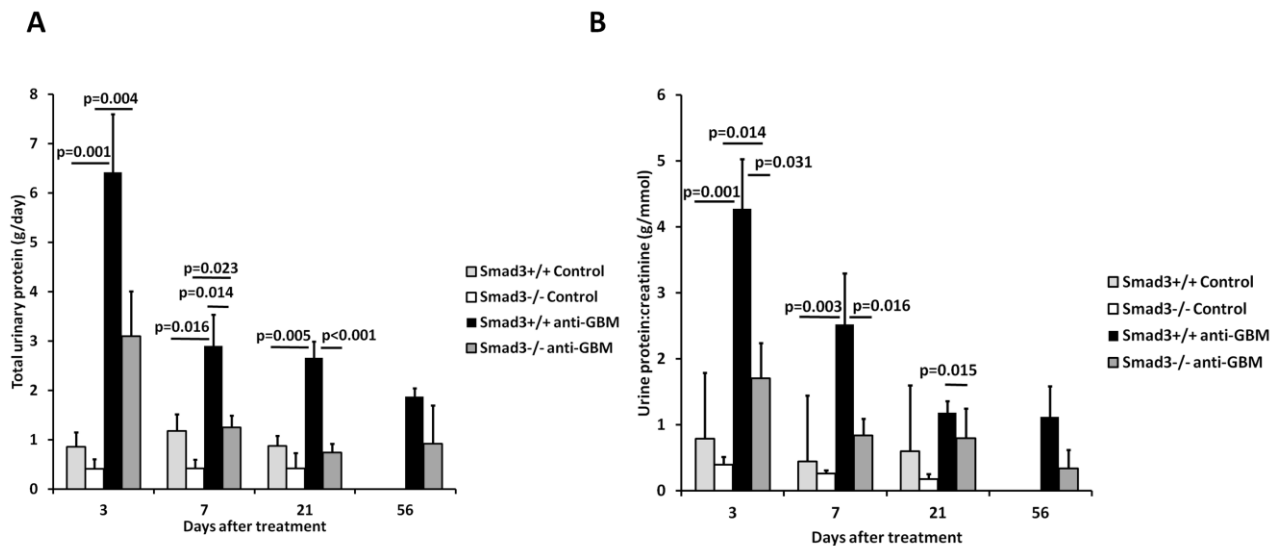 A
Total urinary protein (g/day)
8
7
6
5
4
3
2
1
0
p=0.004
p=0.001
p=0.023
p=0.014
p=0.016
p=0.005
p<0.001
3
7
21
56
Days after treatment
Smad3+/+ Control
Smad3-/- Control
Smad3+/+ anti-GBM
Smad3-/- anti-GBM
B
Urine protein:creatinine (g/mmol)
6
5
4
3
2
1
0
p=0.014
p=0.031
p=0.001
p=0.003
p=0.016
p=0.015
3
7
21
56
Days after treatment
Smad3+/+ Control
Smad3-/- Control
Smad3+/+ anti-GBM
Smad3-/- anti-GBM